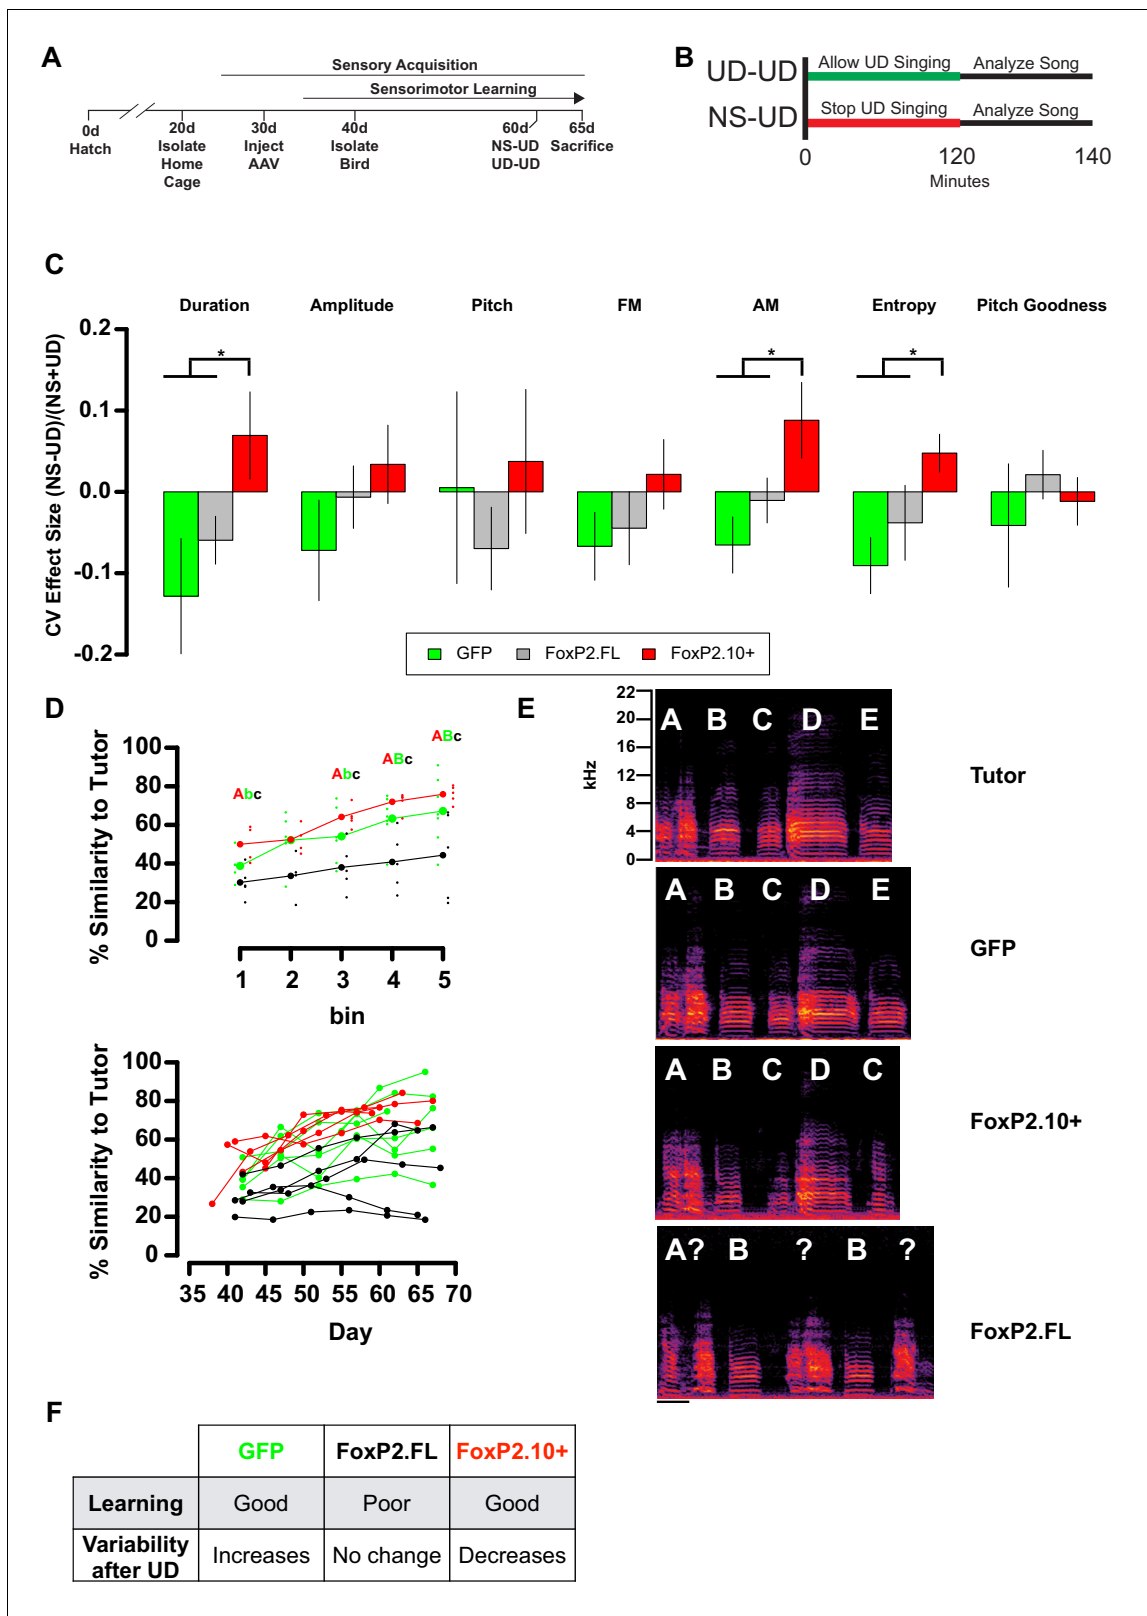 A
Sensory Acquisition
Sensorimotor Learning
0d
Hatch
20d
Isolate
Home
Cage
30d
Inject
AAV
40d
Isolate
Bird
60d
NS-UD
UD-UD
65d
Sacrifice
B
UD-UD
Allow UD Singing
Analyze Song
NS-UD
Stop UD Singing
Analyze Song
0
120
140
Minutes
C
Duration
Amplitude
Pitch
FM
AM
Entropy
Pitch Goodness
CV Effect Size (NS-UD)/(NS+UD)
0.2
0.1
0.0
-0.1
-0.2
*
*
*
GFP
FoxP2.FL
FoxP2.10+
D
% Similarity to Tutor
100
80
60
40
20
0
Abc
Abc
ABc
ABc
1 2 3 4 5
bin
% Similarity to Tutor
100
80
60
40
20
0
35 40 45 50 55 60 65 70
Day
E
kHz
22
20
16
12
8
4
0
A B C D E
Tutor
A B C D E
GFP
A B C D C
FoxP2.10+
A? B ? B ?
FoxP2.FL
F
GFP FoxP2.FL FoxP2.10+
Learning Good Poor Good
Variability
after UD
Increases No change Decreases